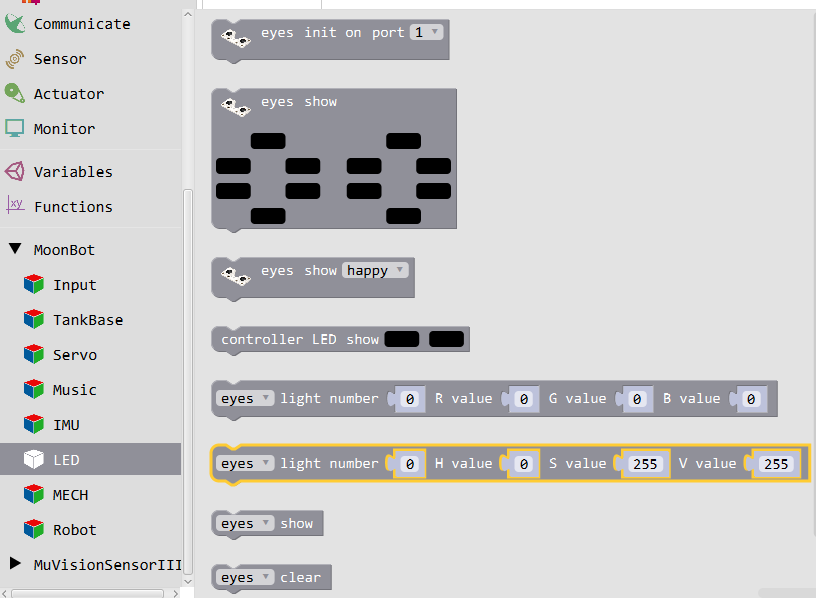 Communicate
Sensor
Actuator
Monitor
Variables
xy
Functions
MoonBot
Input
TankBase
Servo
Music
IMU
LED
MECH
Robot
MuVisionSensorIII
eyes init on port 1
eyes show
eyes show happy
controller LED show
eyes light number 0 R value 0 G value 0 B value 0
eyes light number 0 H value 0 S value 255 V value 255
eyes show
eyes clear